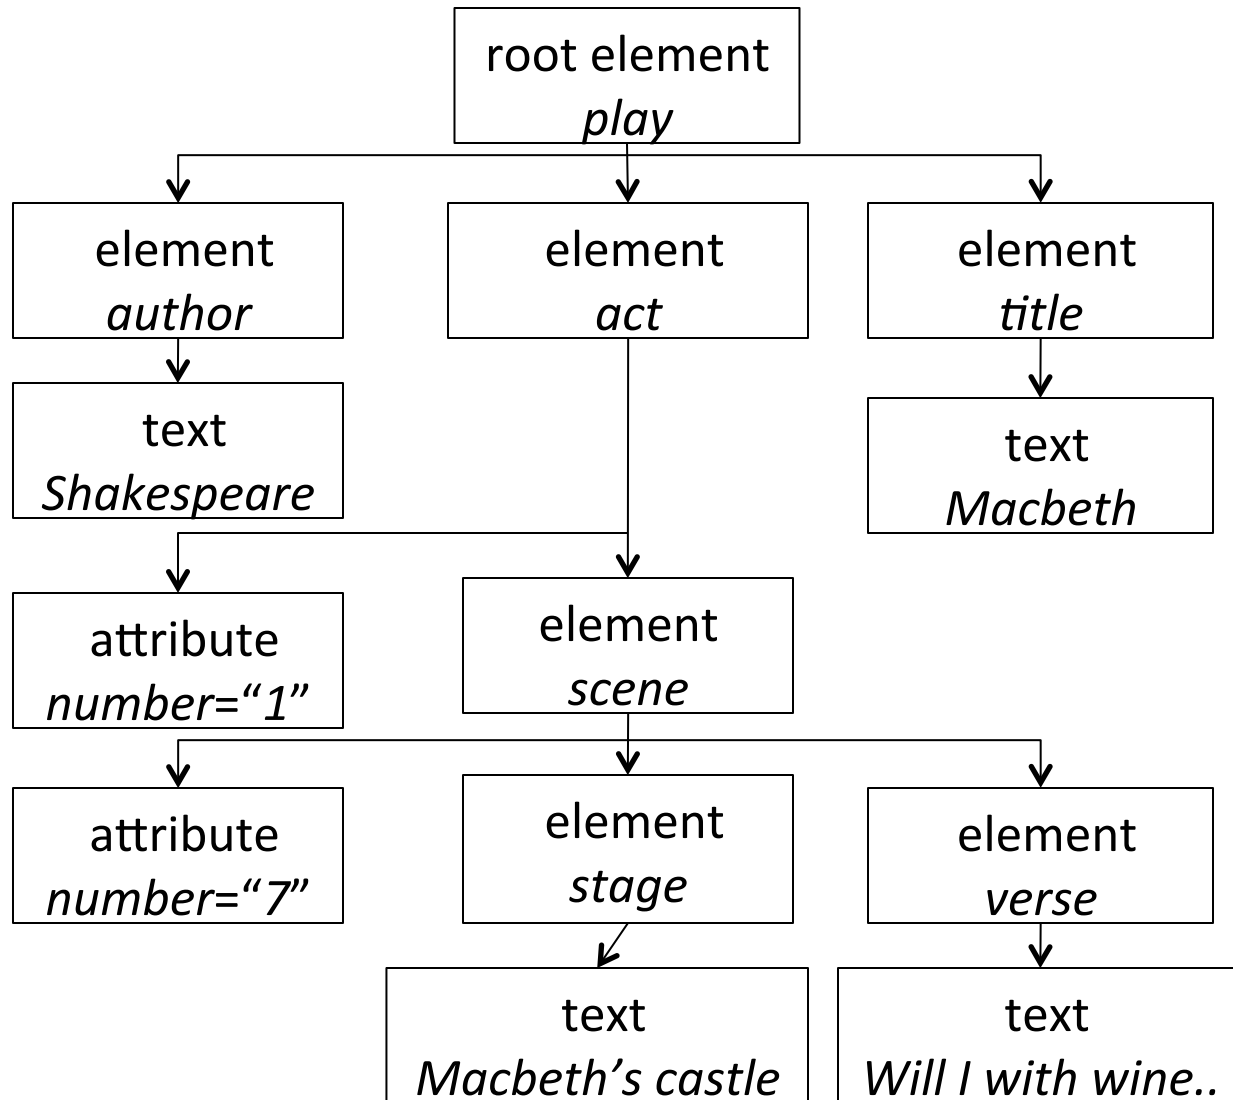 root element
play
element
author
element
act
element
title
text
Shakespeare
text
Macbeth
attribute
number=“1”
element
scene
attribute
number=“7”
element
stage
element
verse
text
Macbeth’s castle
text
Will I with wine..